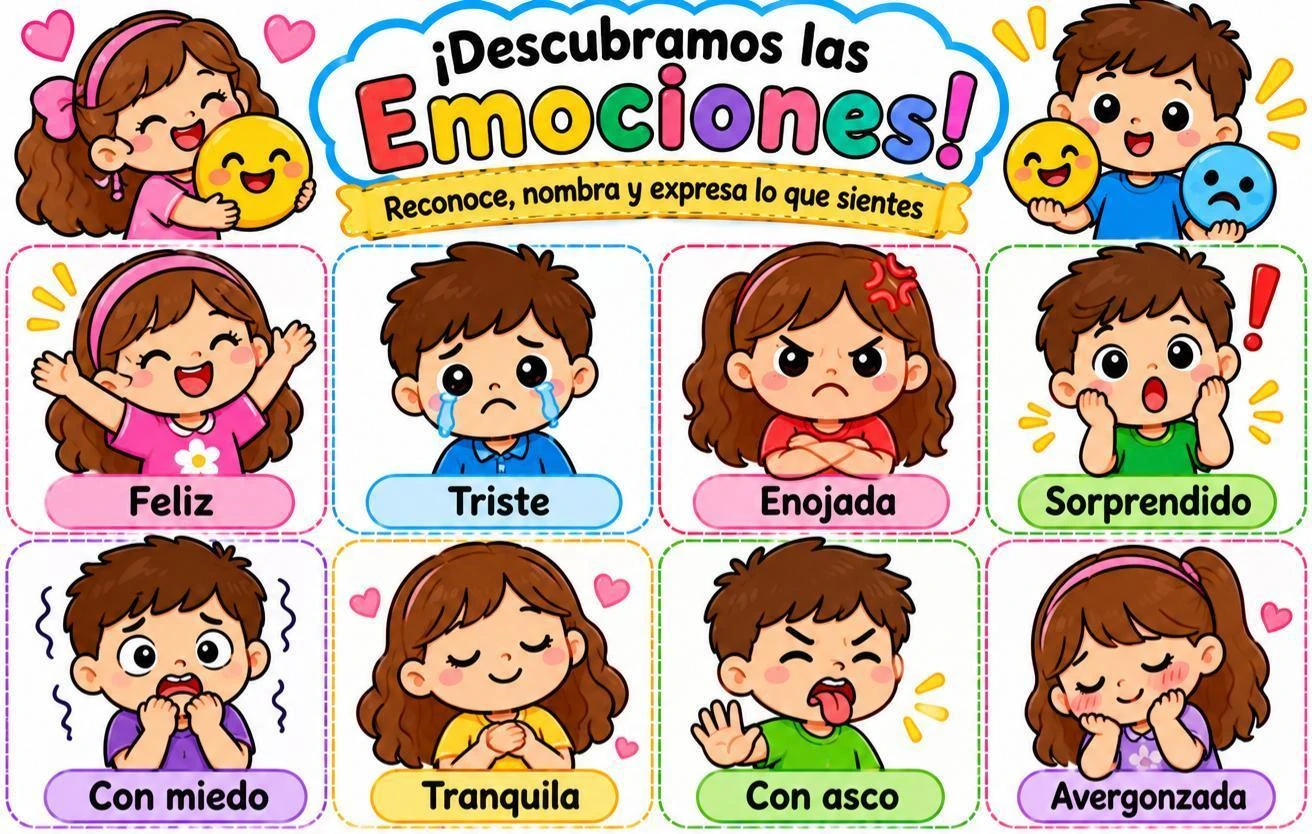 ¡Descubramos las
Emociones!
Reconoce, nombra y expresa lo que sientes
Feliz
Triste
Enojada
Sorprendido
Con miedo
Tranquila
Con asco
Avergonzada